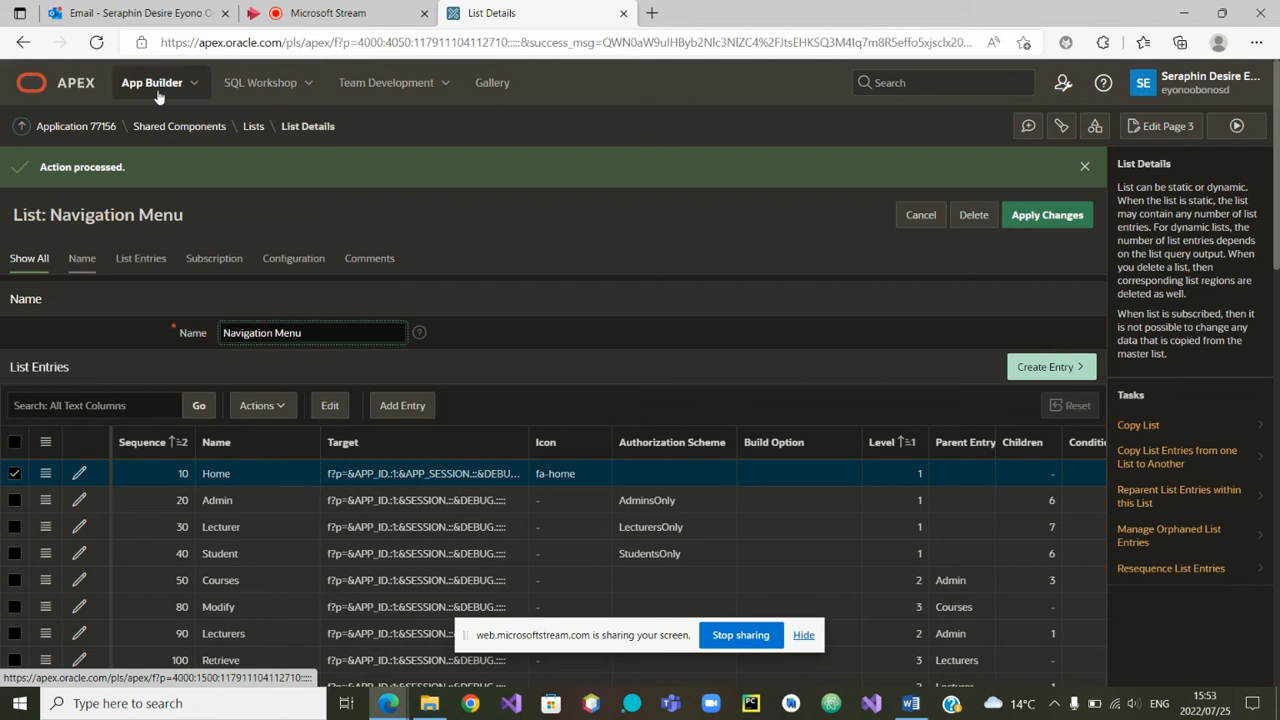 Email - Seraphin Desire Eyono O
Microsoft Stream
List Details
https://apex.oracle.com/pls/apex/f?p=4000:4050:117911104112710:::::&success_msg=
APEX
App Builder
SQL Workshop
Team Development
Gallery
Search
SE
Seraphin Desire E...
eyonoobonosd
Application 77156 \ Shared Components \ Lists \ List Details
Edit Page 3
Action processed.
List: Navigation Menu
Cancel
Delete
Apply Changes
Show All
Name
List Entries
Subscription
Configuration
Comments
Name
* Name
Navigation Menu
List Entries
Create Entry
Search: All Text Columns
Go
Actions
Edit
Add Entry
Reset
Sequence 2 Name Target Icon Authorization Scheme Build Option Level 1 Parent Entry Children
10 Home f?p=&APP_ID.:1:&APP_SESSION.::&DEBU... fa-home 1 -
20 Admin f?p=&APP_ID.:1:&SESSION.::&DEBUG.:::: - AdminsOnly 1 6
30 Lecturer f?p=&APP_ID.:1:&SESSION.::&DEBUG.:::: - LecturersOnly 1 7
40 Student f?p=&APP_ID.:1:&SESSION.::&DEBUG.:::: - StudentsOnly 1 6
50 Courses f?p=&APP_ID.:1:&SESSION.::&DEBUG.:::: - 2 Admin 3
80 Modify f?p=&APP_ID.:1:&SESSION.::&DEBUG.:::: - 3 Courses -
90 Lecturers 2 Admin 1
100 Retrieve 3 Lecturers -
List Details
List can be static or dynamic.
When the list is static, the list
may contain any number of list
entries. For dynamic lists, the
number of list entries depends
on the list query output. When
you delete a list, then
corresponding list regions are
deleted as well.
When list is subscribed, then it
is not possible to change any
data that is copied from the
master list.
Tasks
Copy List
Copy List Entries from one
List to Another
Reparent List Entries within
this List
Manage Orphaned List
Entries
Resequence List Entries
web.microsoftstream.com is sharing your screen.
Stop sharing
Hide
https://apex.oracle.com/pls/apex/f?p=4000:1500:117911104112710:::::
Type here to search
14°C
ENG
15:53
2022/07/25